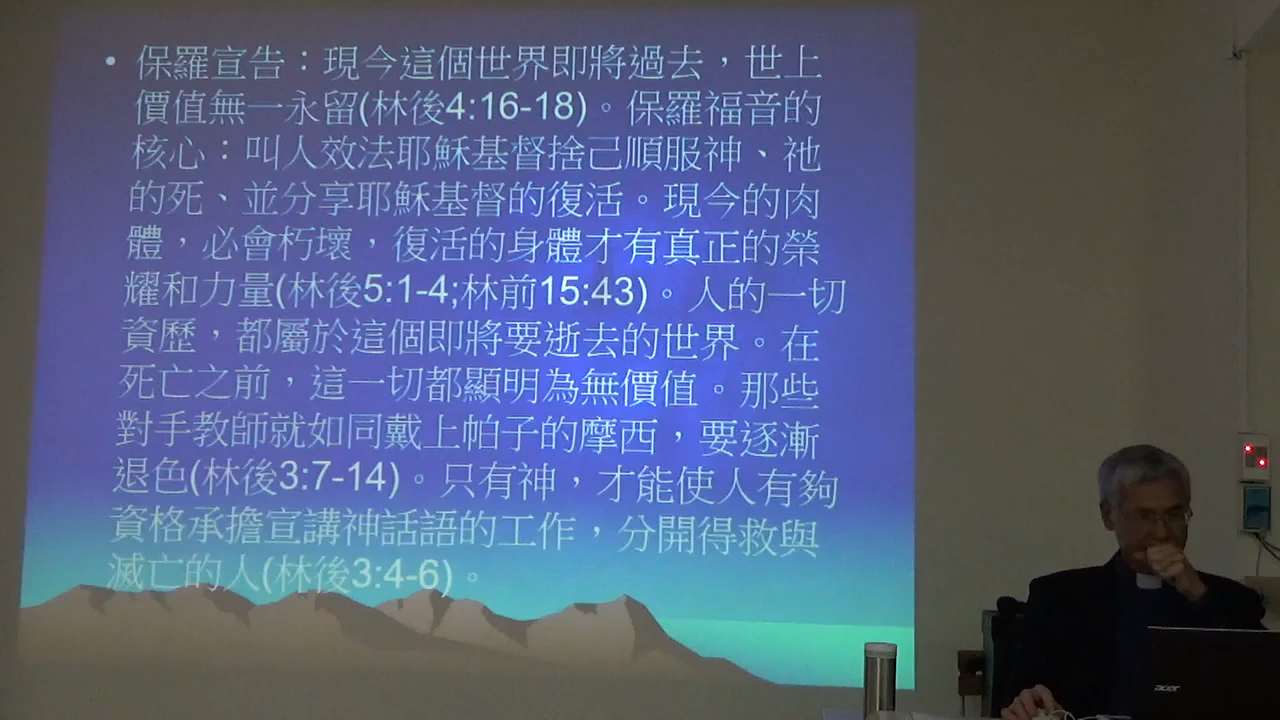 • 保羅宣告：現今這個世界即將過去，世上
價值無一永留(林後4:16-18)。保羅福音的
核心：叫人效法耶穌基督捨己順服神、祂
的死、並分享耶穌基督的復活。現今的肉
體，必會朽壞，復活的身體才有真正的榮
耀和力量(林後5:1-4;林前15:43)。人的一切
資歷，都屬於這個即將要逝去的世界。在
死亡之前，這一切都顯明為無價值。那些
對手教師就如同戴上帕子的摩西，要逐漸
退色(林後3:7-14)。只有神，才能使人有夠
資格承擔宣講神話語的工作，分開得救與
滅亡的人(林後3:4-6)。
acer